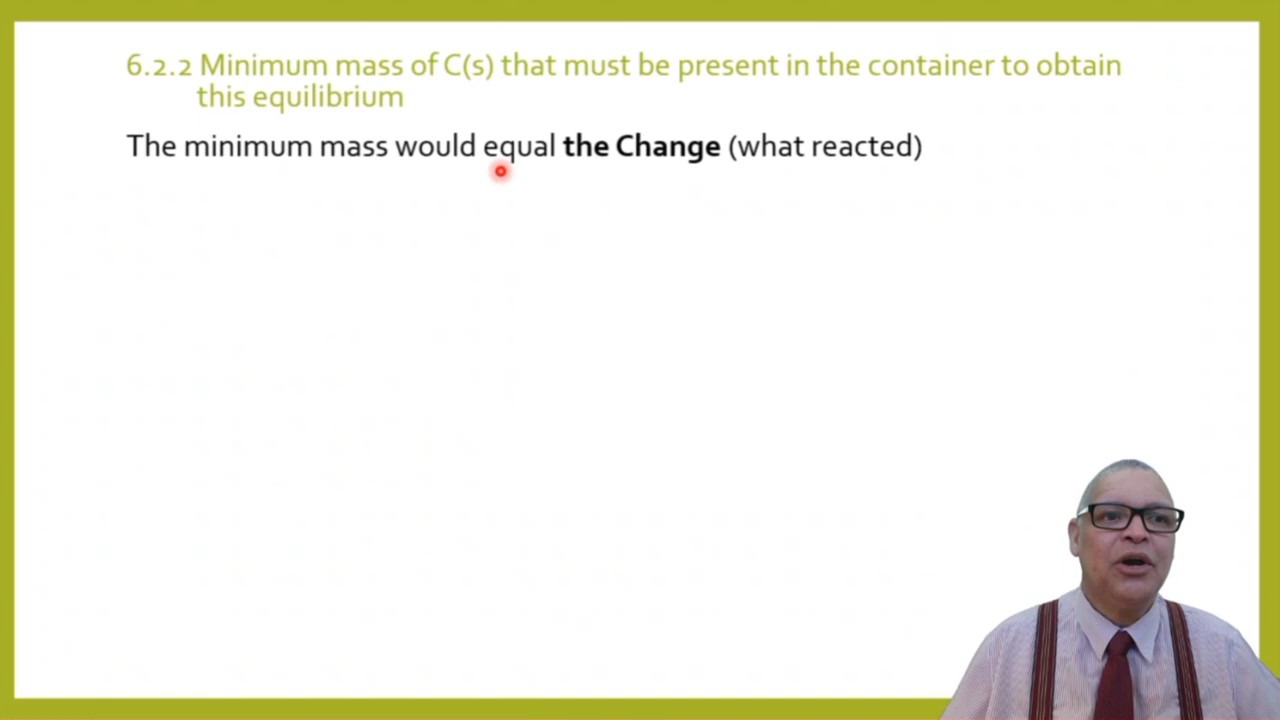 6.2.2 Minimum mass of C(s) that must be present in the container to obtain
this equilibrium
The minimum mass would equal the Change (what reacted)